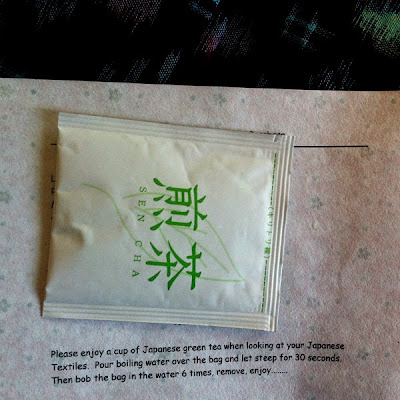 煎茶
SEN CHA
Please enjoy a cup of Japanese green tea when looking at your Japanese
Textiles.  Pour boiling water over the bag and let steep for 30 seconds.
Then bob the bag in the water 6 times, remove, enjoy........